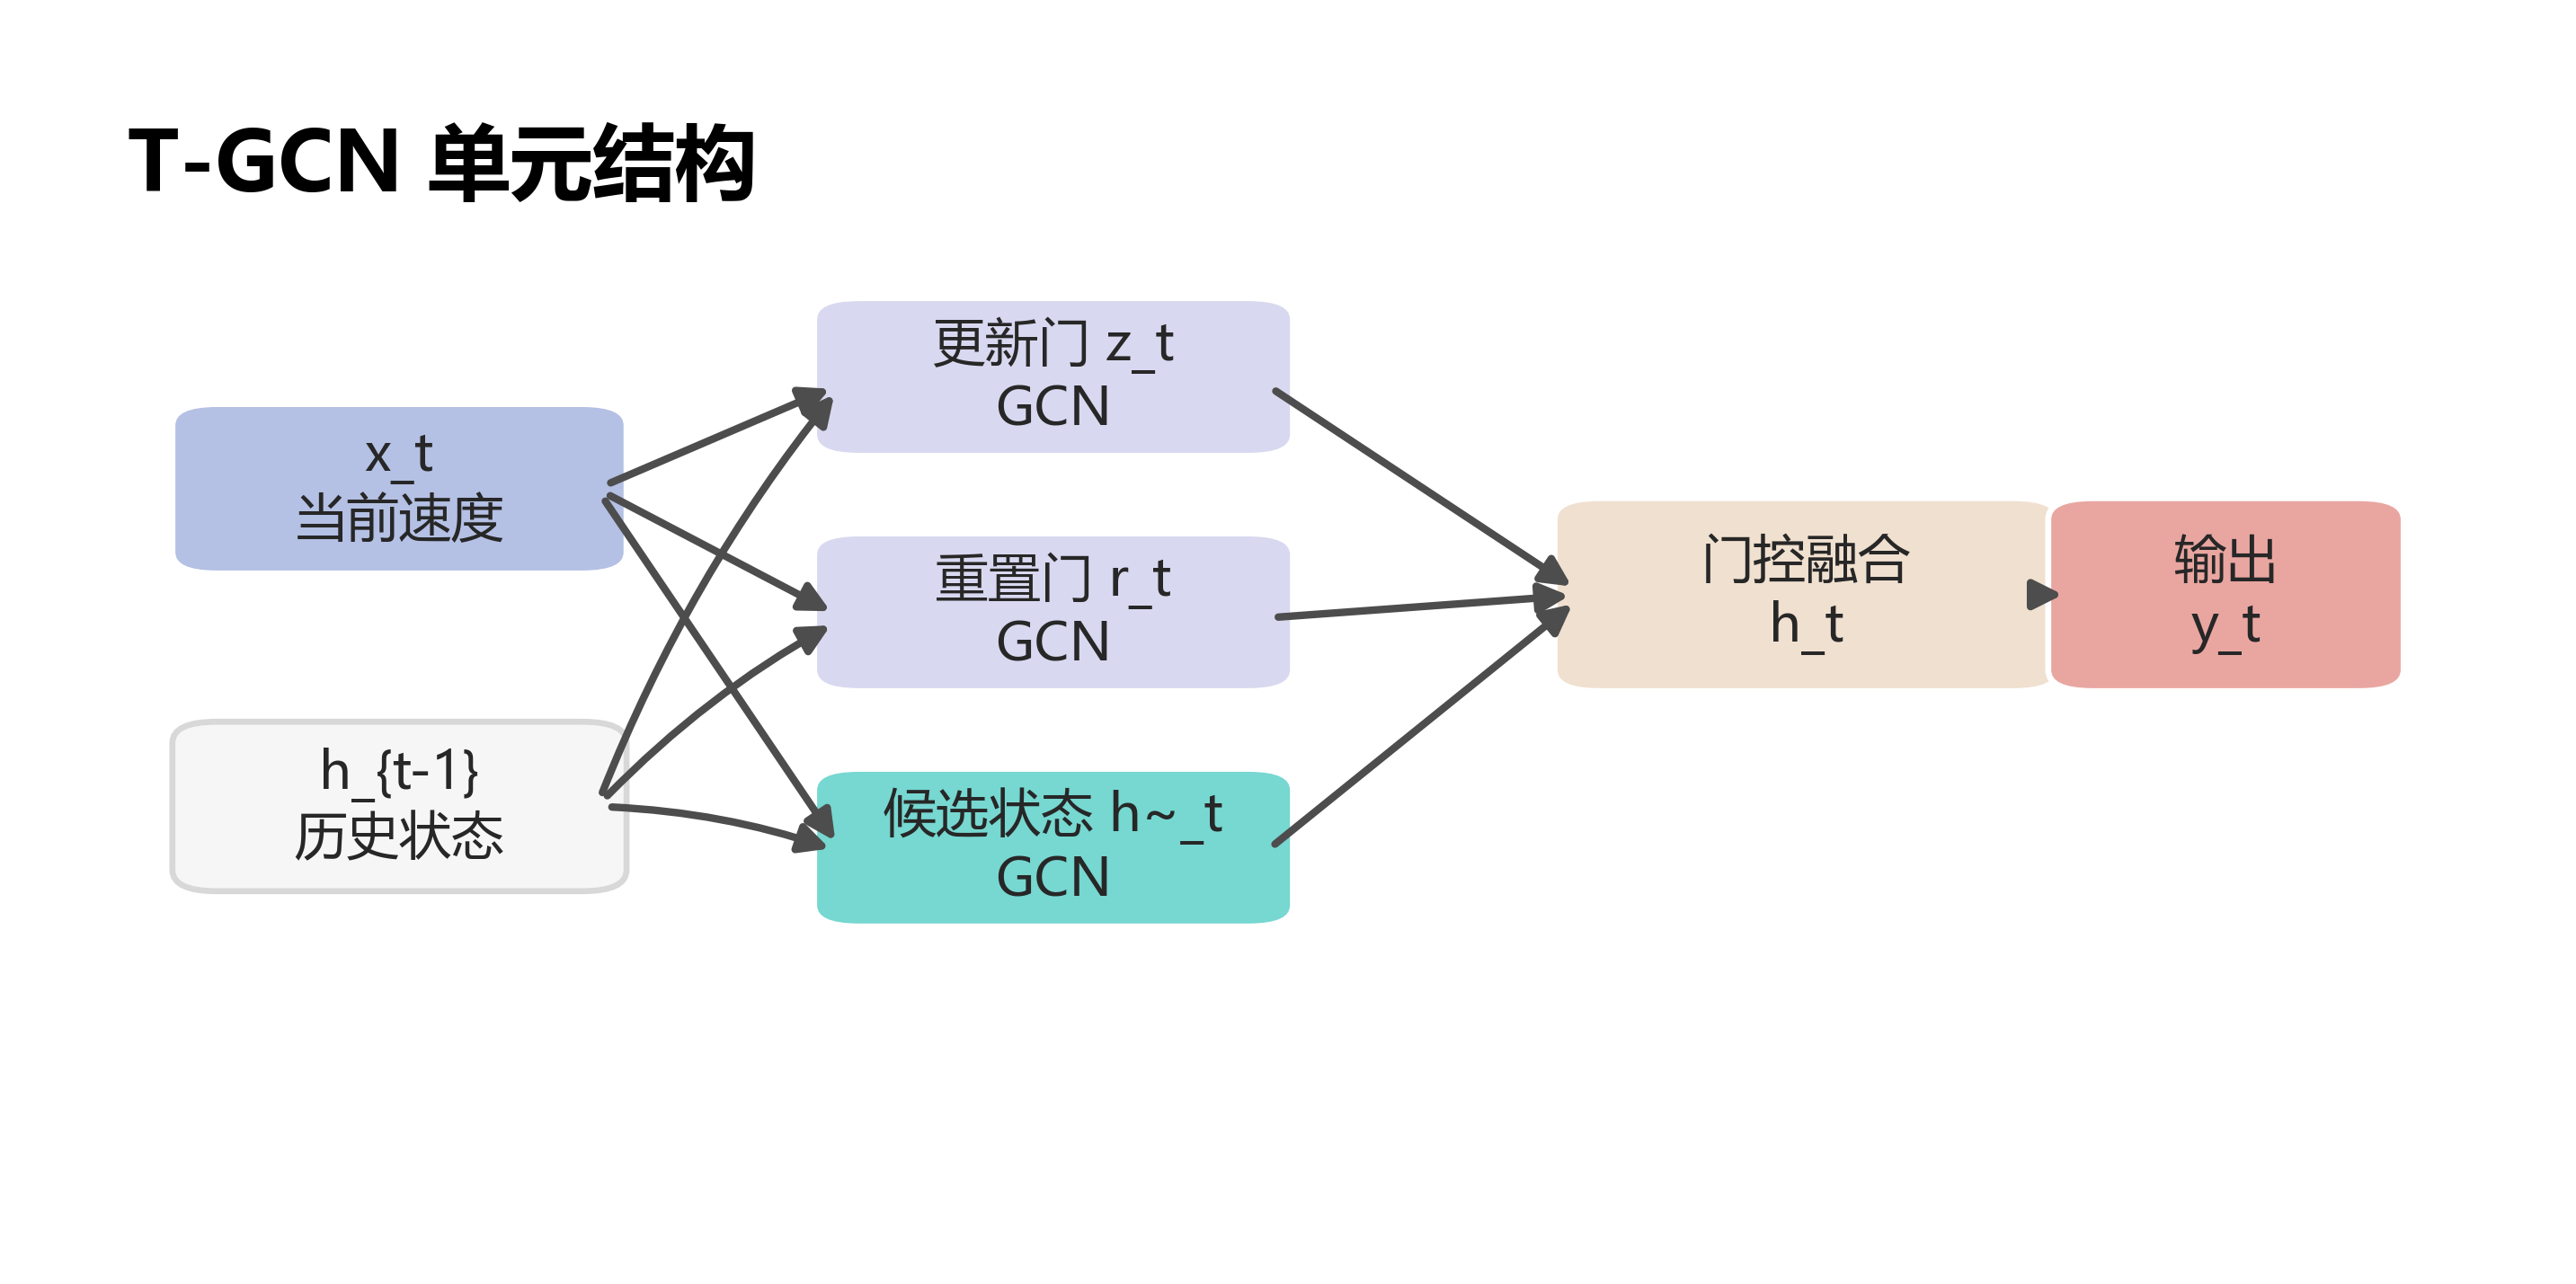 T-GCN 单元结构
x_t
当前速度
h_{t-1}
历史状态
更新门 z_t
GCN
重置门 r_t
GCN
候选状态 h~_t
GCN
门控融合
h_t
输出
y_t